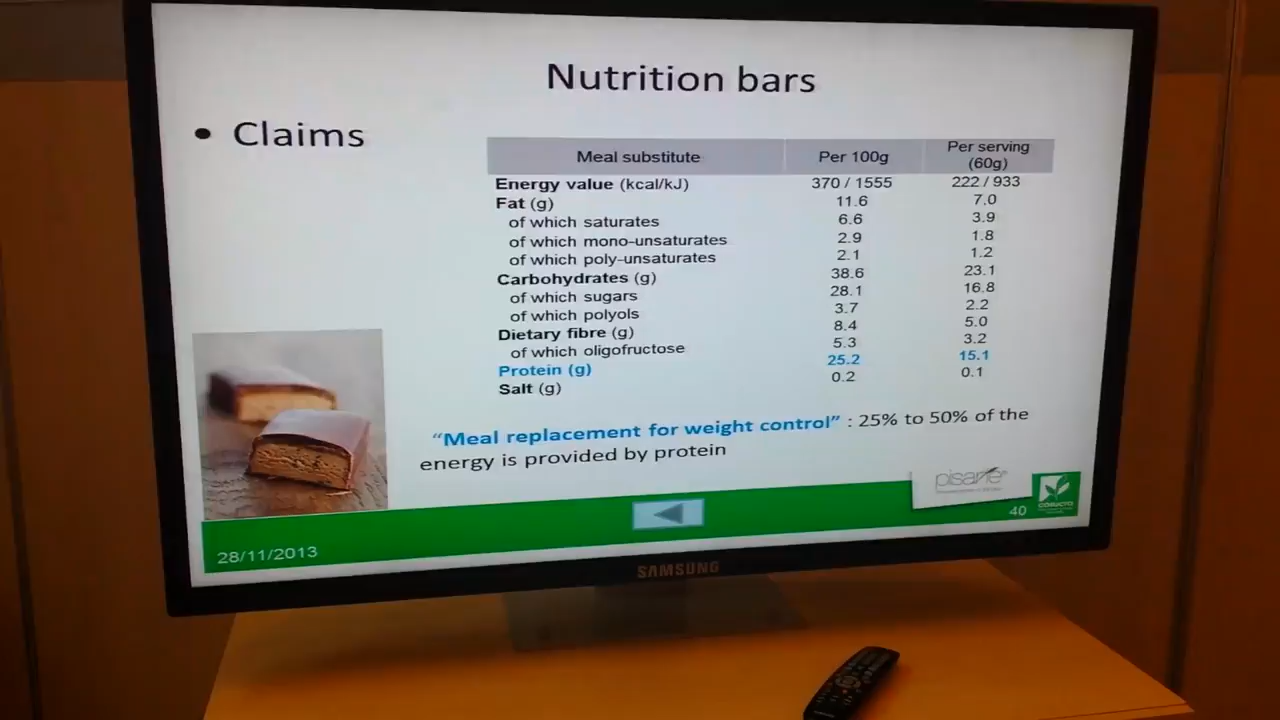 Nutrition bars
• Claims
Meal substitute Per 100g Per serving (60g)
Energy value (kcal/kJ) 370 / 1555 222 / 933
Fat (g) 11.6 7.0
of which saturates 6.6 3.9
of which mono-unsaturates 2.9 1.8
of which poly-unsaturates 2.1 1.2
Carbohydrates (g) 38.6 23.1
of which sugars 28.1 16.8
of which polyols 3.7 2.2
Dietary fibre (g) 8.4 5.0
of which oligofructose 5.3 3.2
Protein (g) 25.2 15.1
Salt (g) 0.2 0.1
“Meal replacement for weight control” : 25% to 50% of the
energy is provided by protein
pisane
COSUCRA
40
28/11/2013
SAMSUNG